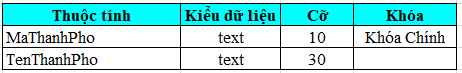 Thuộc tính Kiểu dữ liệu Cỡ Khóa
MaThanhPho text 10 Khóa Chính
TenThanhPho text 30